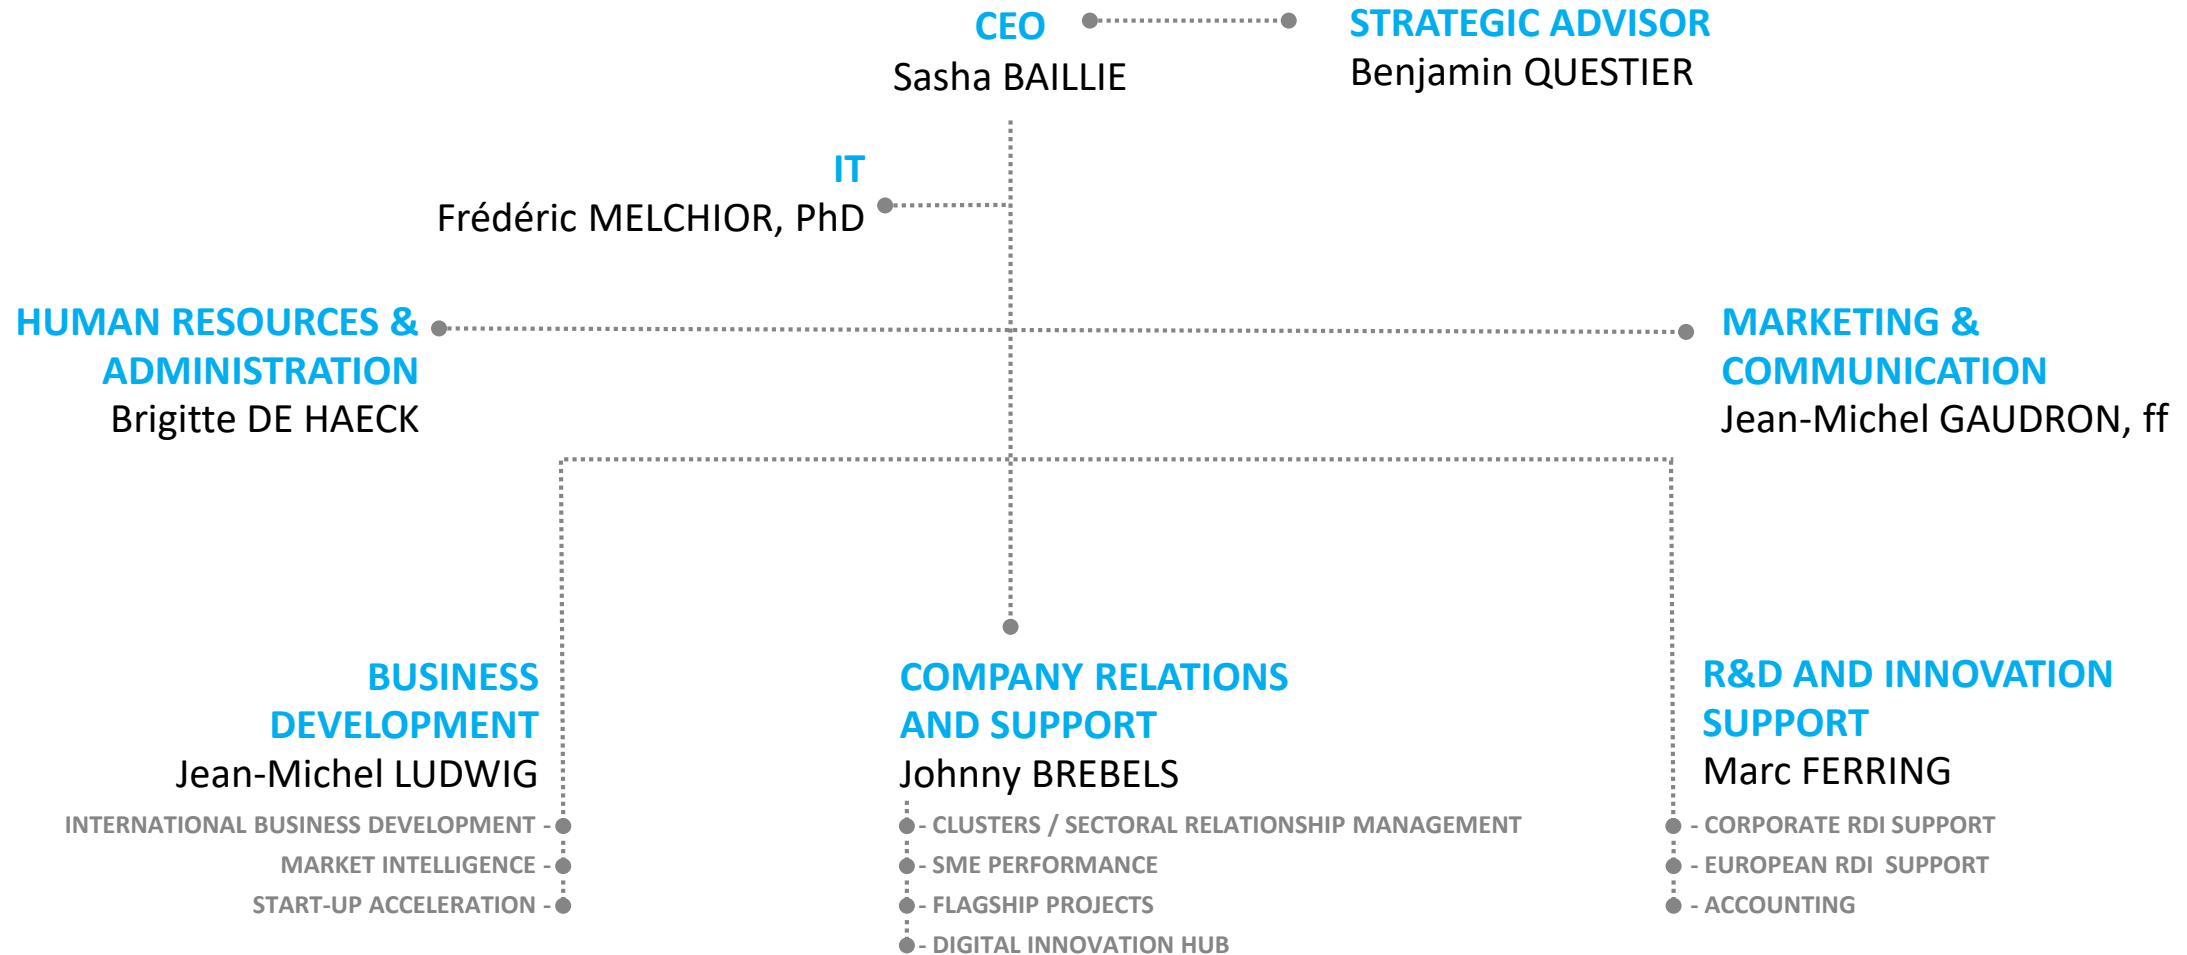 CEO
Sasha BAILLIE
STRATEGIC ADVISOR
Benjamin QUESTIER
IT
Frédéric MELCHIOR, PhD
HUMAN RESOURCES &
ADMINISTRATION
Brigitte DE HAECK
MARKETING &
COMMUNICATION
Jean-Michel GAUDRON, ff
BUSINESS
DEVELOPMENT
Jean-Michel LUDWIG
INTERNATIONAL BUSINESS DEVELOPMENT -
MARKET INTELLIGENCE -
START-UP ACCELERATION -
COMPANY RELATIONS
AND SUPPORT
Johnny BREBELS
- CLUSTERS / SECTORAL RELATIONSHIP MANAGEMENT
- SME PERFORMANCE
- FLAGSHIP PROJECTS
- DIGITAL INNOVATION HUB
R&D AND INNOVATION
SUPPORT
Marc FERRING
- CORPORATE RDI SUPPORT
- EUROPEAN RDI SUPPORT
- ACCOUNTING